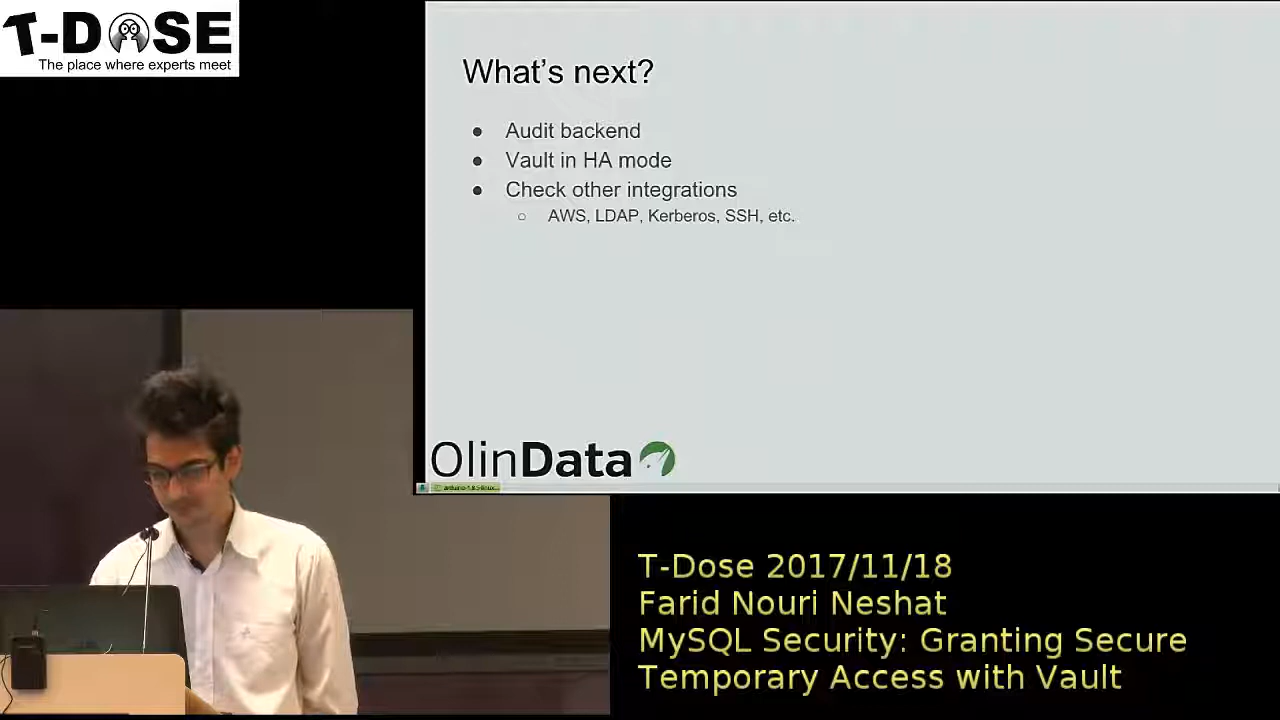 T-DOSE
The place where experts meet
What's next?
● Audit backend
● Vault in HA mode
● Check other integrations
○ AWS, LDAP, Kerberos, SSH, etc.
OlinData
T-Dose 2017/11/18
Farid Nouri Neshat
MySQL Security: Granting Secure
Temporary Access with Vault